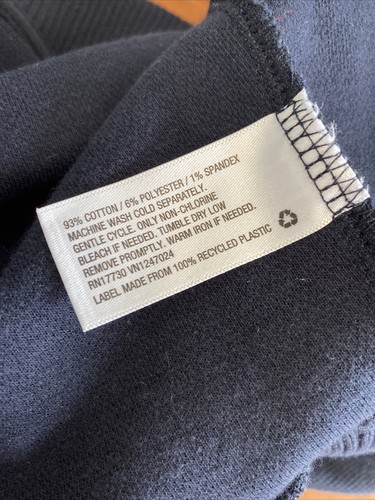 93% COTTON / 6% POLYESTER / 1% SPANDEX
MACHINE WASH COLD SEPARATELY.
GENTLE CYCLE. ONLY NON-CHLORINE
BLEACH IF NEEDED. TUMBLE DRY LOW
REMOVE PROMPTLY. WARM IRON IF NEEDED.
RN17730 VN1247024
LABEL MADE FROM 100% RECYCLED PLASTIC